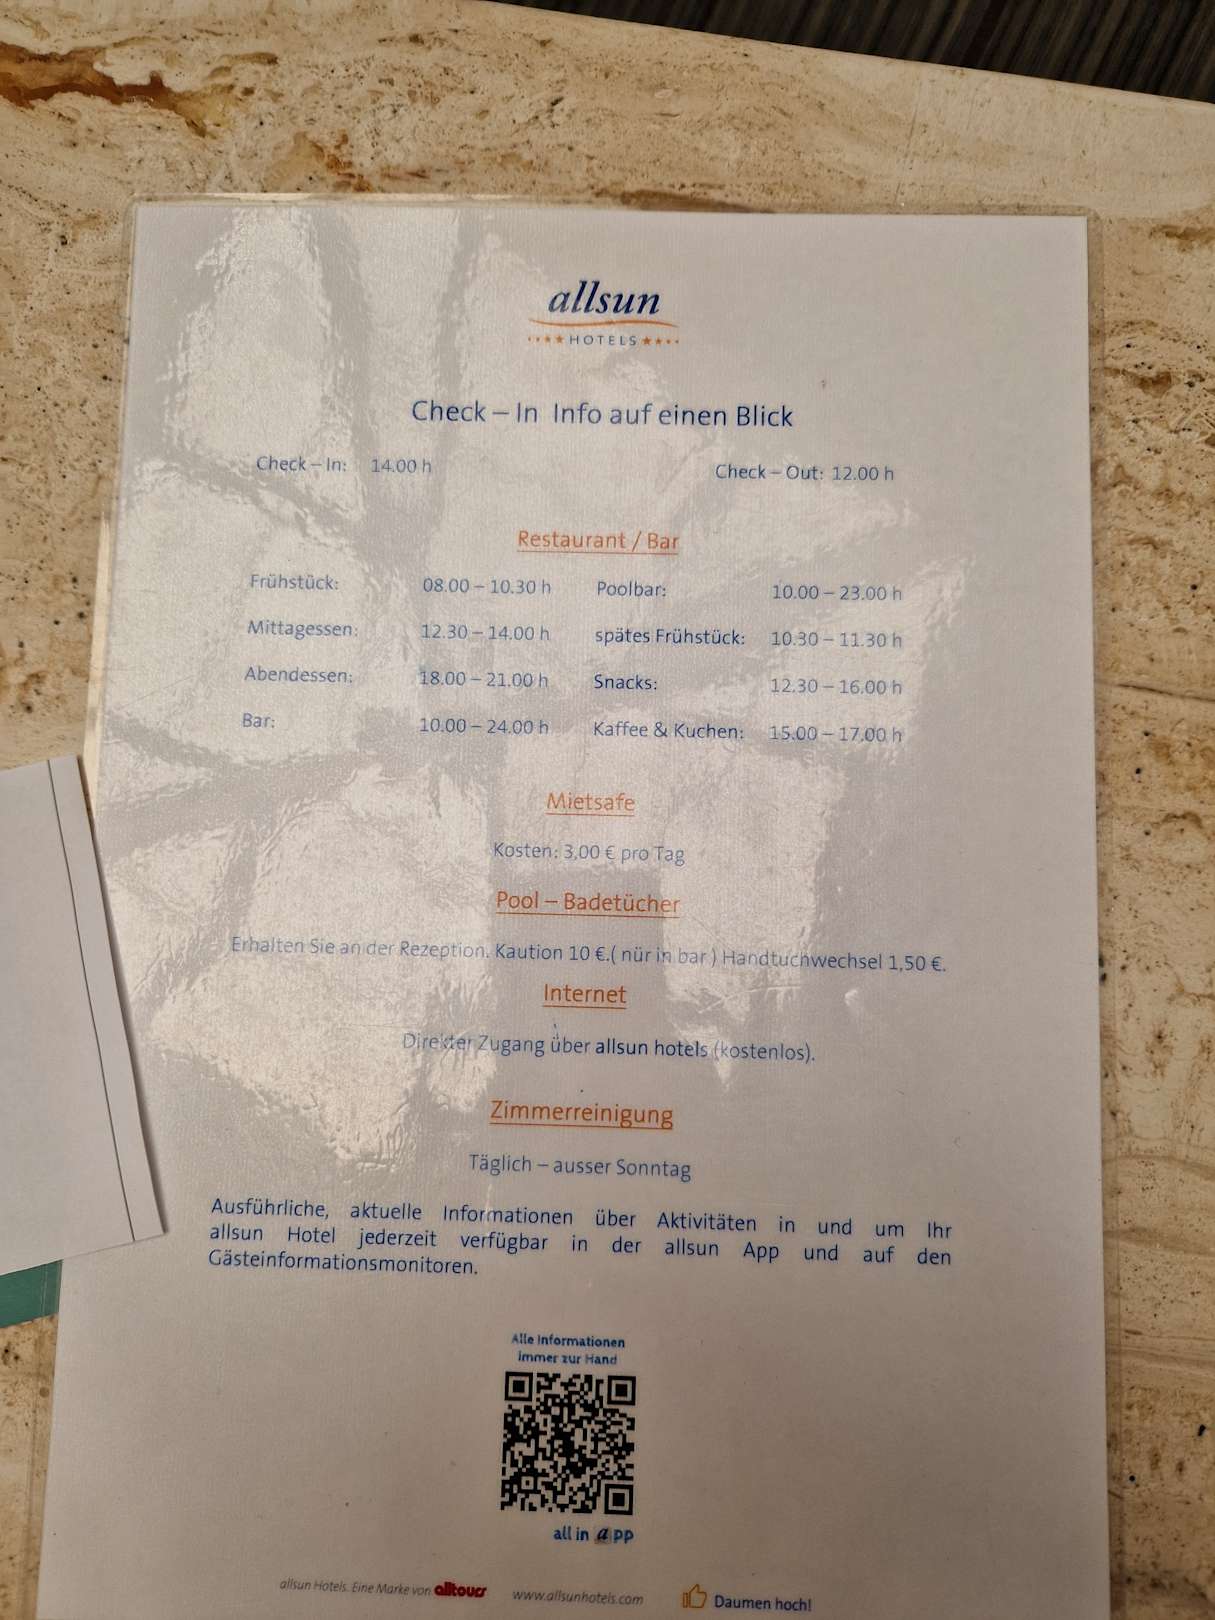 allsun
HOTELS
Check – In Info auf einen Blick
Check – In: 14.00 h Check – Out: 12.00 h
Restaurant / Bar
Frühstück: 08.00 – 10.30 h Poolbar: 10.00 – 23.00 h
Mittagessen: 12.30 – 14.00 h spätes Frühstück: 10.30 – 11.30 h
Abendessen: 18.00 – 21.00 h Snacks: 12.30 – 16.00 h
Bar: 10.00 – 24.00 h Kaffee & Kuchen: 15.00 – 17.00 h
Mietsafe
Kosten: 3,00 € pro Tag
Pool – Badetücher
Erhalten Sie an der Rezeption. Kaution 10 €.( nür in bar ) Handtuchwechsel 1,50 €.
Internet
Direkter Zugang über allsun hotels (kostenlos).
Zimmerreinigung
Täglich – ausser Sonntag
Ausführliche, aktuelle Informationen über Aktivitäten in und um Ihr
allsun Hotel jederzeit verfügbar in der allsun App und auf den
Gästeinformationsmonitoren.
Alle Informationen
immer zur Hand
all in app
allsun Hotels. Eine Marke von alltours www.allsunhotels.com Daumen hoch!